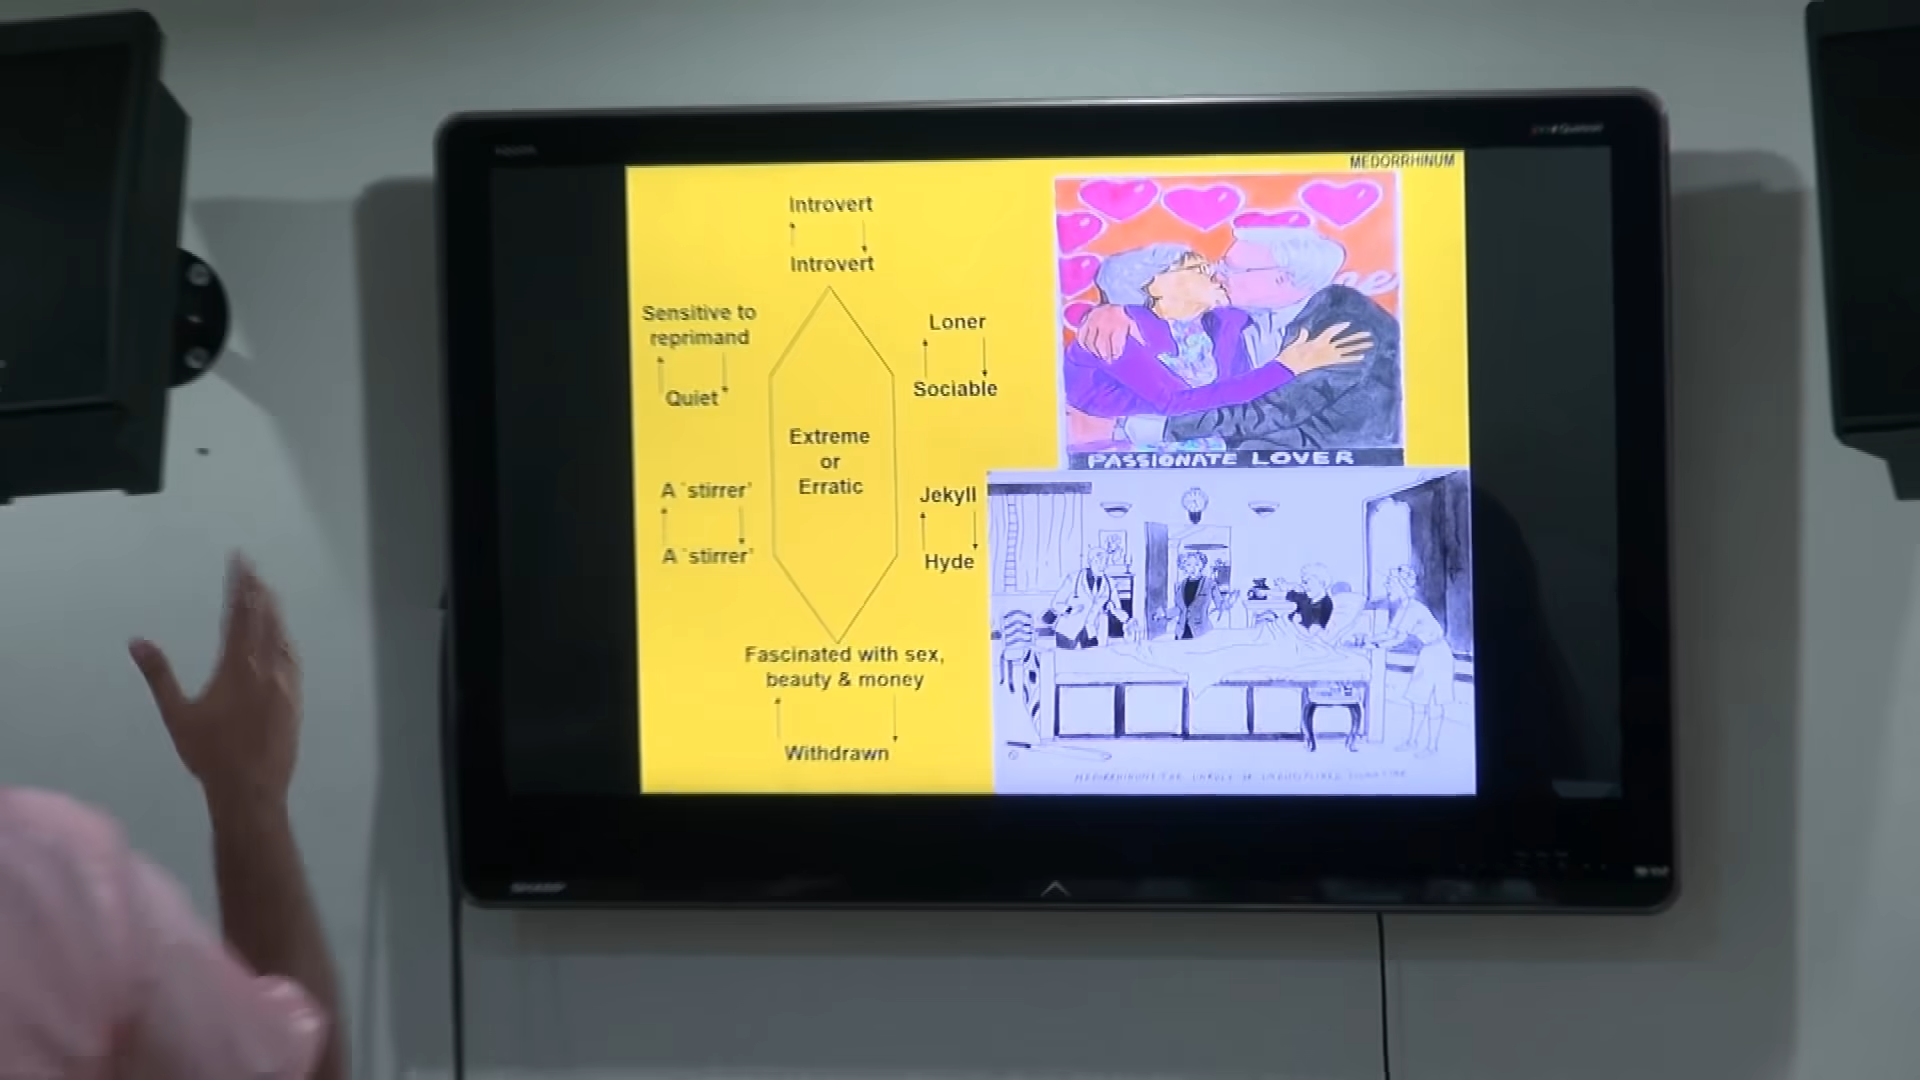 MEDORRHINUM
Introvert
Introvert
Sensitive to
reprimand
Quiet
Loner
Sociable
Extreme
or
Erratic
A 'stirrer'
A 'stirrer'
Jekyll
Hyde
Fascinated with sex,
beauty & money
Withdrawn
PASSIONATE LOVER
SHARP